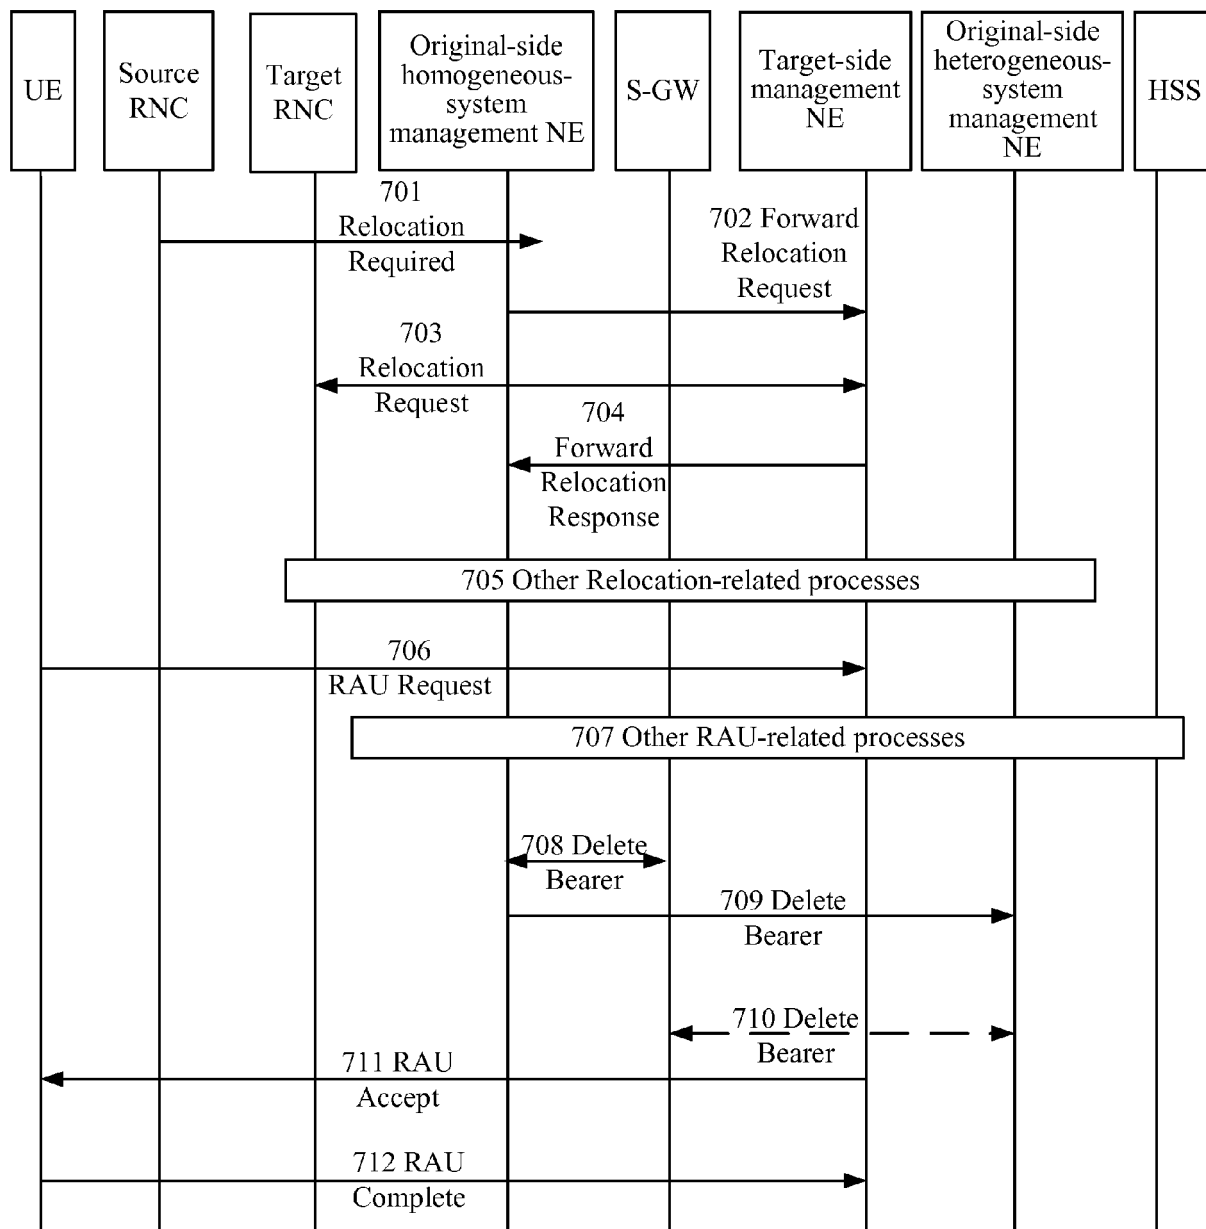 UE
Source
RNC
Target
RNC
Original-side
homogeneous-
system
management NE
S-GW
Target-side
management
NE
Original-side
heterogeneous-
system
management
NE
HSS
701
Relocation
Required
702 Forward
Relocation
Request
703
Relocation
Request
704
Forward
Relocation
Response
705 Other Relocation-related processes
706
RAU Request
707 Other RAU-related processes
708 Delete
Bearer
709 Delete
Bearer
710 Delete
Bearer
711 RAU
Accept
712 RAU
Complete